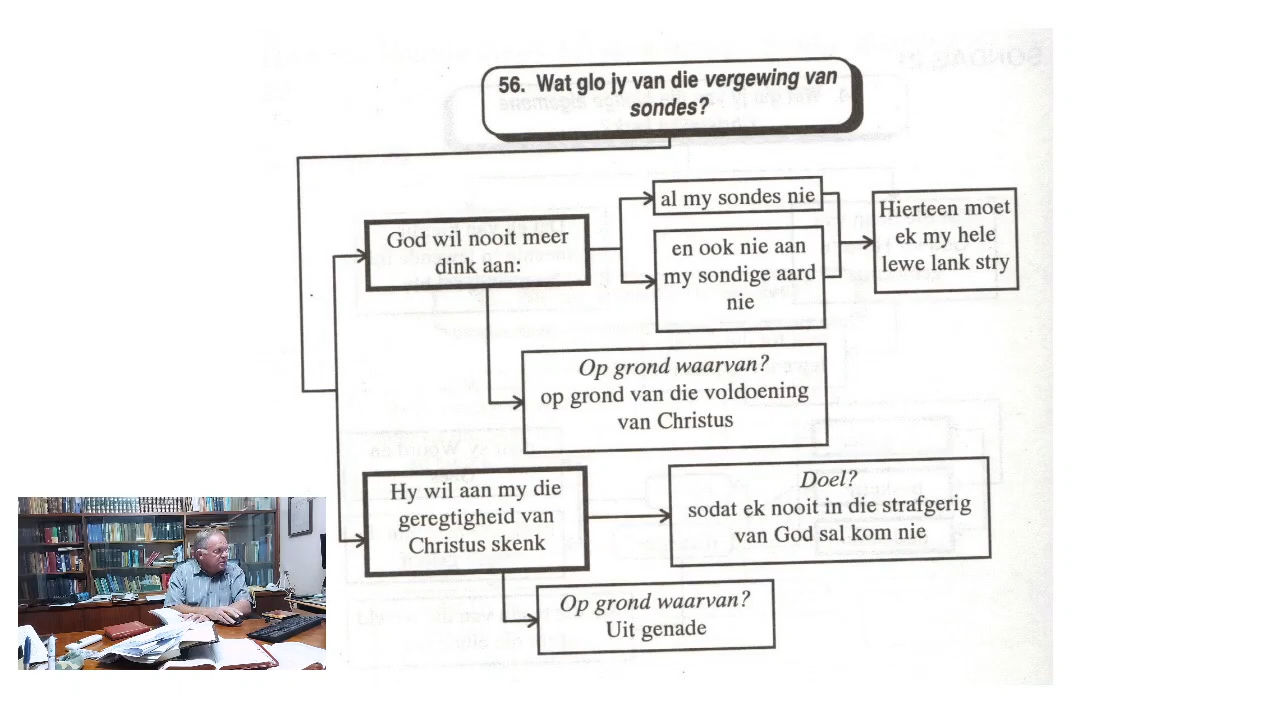 56. Wat glo jy van die vergewing van
sondes?
God wil nooit meer
dink aan:
al my sondes nie
en ook nie aan
my sondige aard
nie
Hierteen moet
ek my hele
lewe lank stry
Op grond waarvan?
op grond van die voldoening
van Christus
Hy wil aan my die
geregtigheid van
Christus skenk
Doel?
sodat ek nooit in die strafgerig
van God sal kom nie
Op grond waarvan?
Uit genade